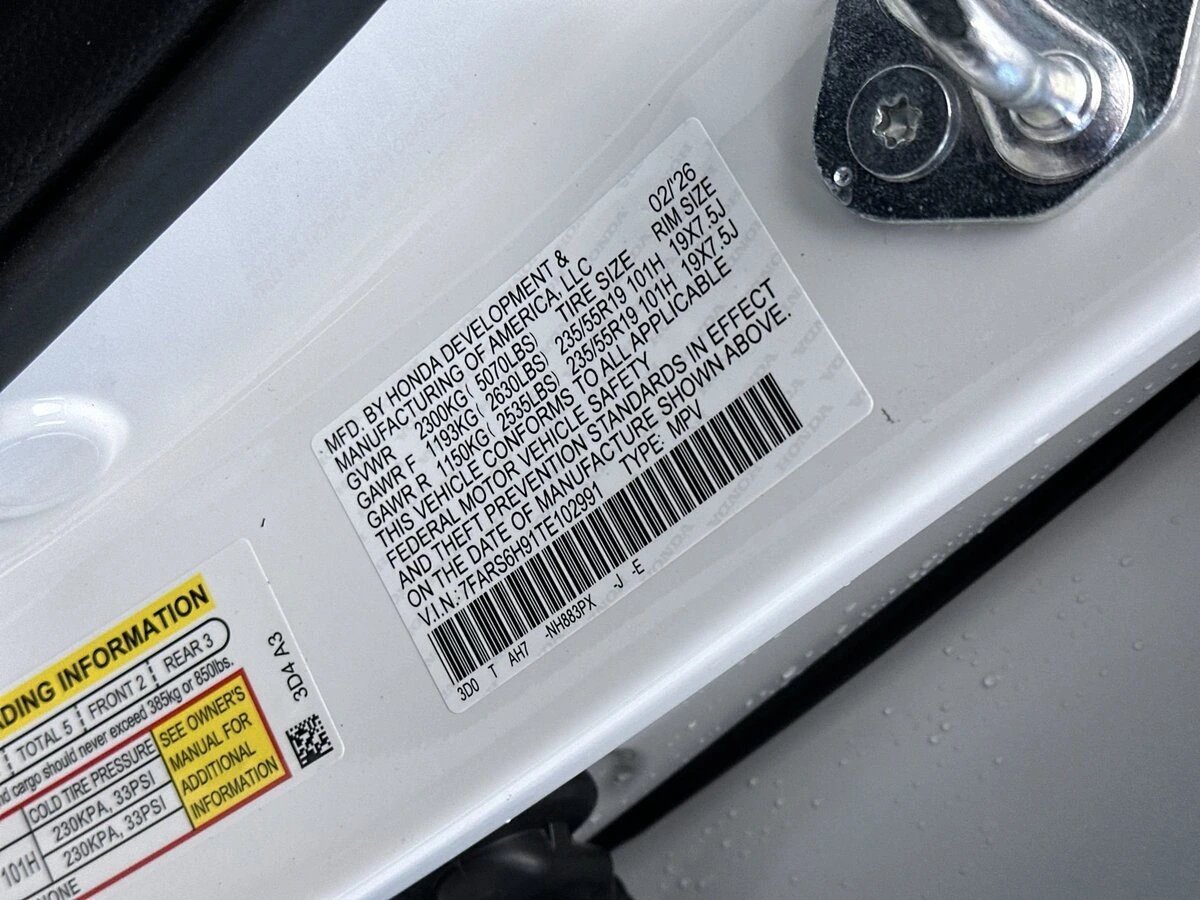 MFD. BY HONDA DEVELOPMENT & 02/'26
MANUFACTURING OF AMERICA, LLC
GVWR 2300KG ( 5070LBS) TIRE SIZE RIM SIZE
GAWR F 1193KG ( 2630LBS) 235/55R19 101H 19X7.5J
GAWR R 1150KG ( 2535LBS) 235/55R19 101H 19X7.5J
THIS VEHICLE CONFORMS TO ALL APPLICABLE
FEDERAL MOTOR VEHICLE SAFETY
AND THEFT PREVENTION STANDARDS IN EFFECT
ON THE DATE OF MANUFACTURE SHOWN ABOVE.
V.I.N.:7FARS6H91TE102991 TYPE: MPV
3D0 T AH7 -NH883PX -J -E
INFORMATION
TOTAL 5 FRONT 2 REAR 3
cargo should never exceed 385kg or 850lbs.
COLD TIRE PRESSURE
230KPA, 33PSI
101H 230KPA, 33PSI
SEE OWNER'S
MANUAL FOR
ADDITIONAL
INFORMATION
3D4 A3